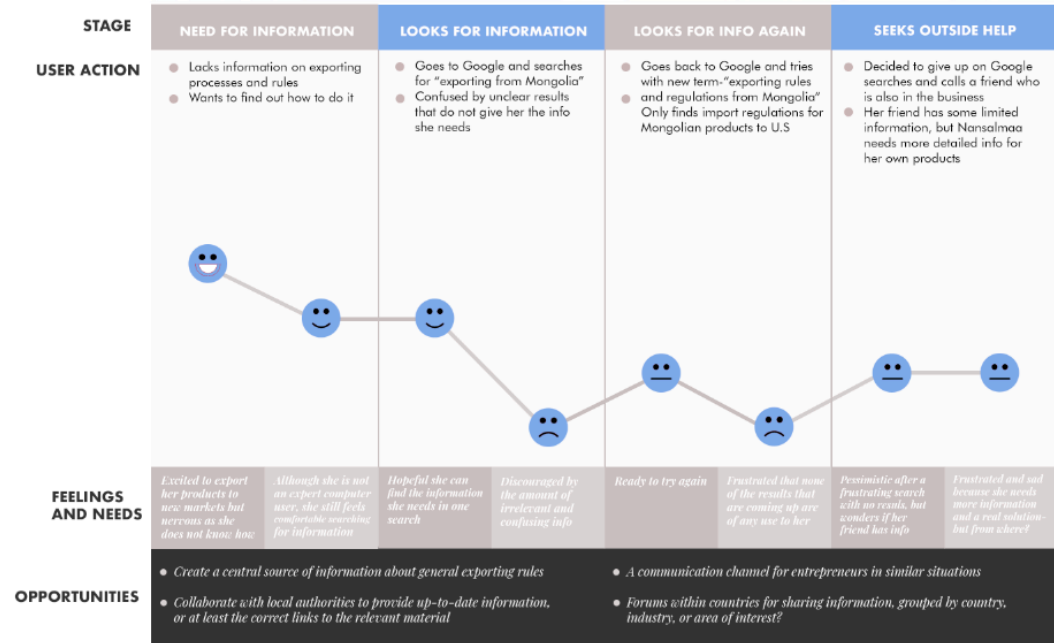 STAGE
NEED FOR INFORMATION
LOOKS FOR INFORMATION
LOOKS FOR INFO AGAIN
SEEKS OUTSIDE HELP
USER ACTION
Lacks information on exporting
processes and rules
Wants to find out how to do it
Goes to Google and searches
for “exporting from Mongolia”
Confused by unclear results
that do not give her the info
she needs
Goes back to Google and tries
with new term-“exporting rules
and regulations from Mongolia”
Only finds import regulations for
Mongolian products to U.S
Decided to give up on Google
searches and calls a friend who
is also in the business
Her friend has some limited
information, but Nansalmaa
needs more detailed info for
her own products
FEELINGS
AND NEEDS
Excited to export
her products to
new markets but
nervous as she
does not know how
Although she is not
an expert computer
user, she still feels
comfortable searching
for information
Hopeful she can
find the information
she needs in one
search
Discouraged by
the amount of
irrelevant and
confusing info
Ready to try again
Frustrated that none
of the results that
are coming up are
of any use to her
Pessimistic after a
frustrating search
with no resuls, but
wonders if her
friend has info
Frustrated and sad
because she needs
more information
and a real solution-
but from where?
OPPORTUNITIES
Create a central source of information about general exporting rules
Collaborate with local authorities to provide up-to-date information,
or at least the correct links to the relevant material
A communication channel for entrepreneurs in similar situations
Forums within countries for sharing information, grouped by country,
industry, or area of interest?